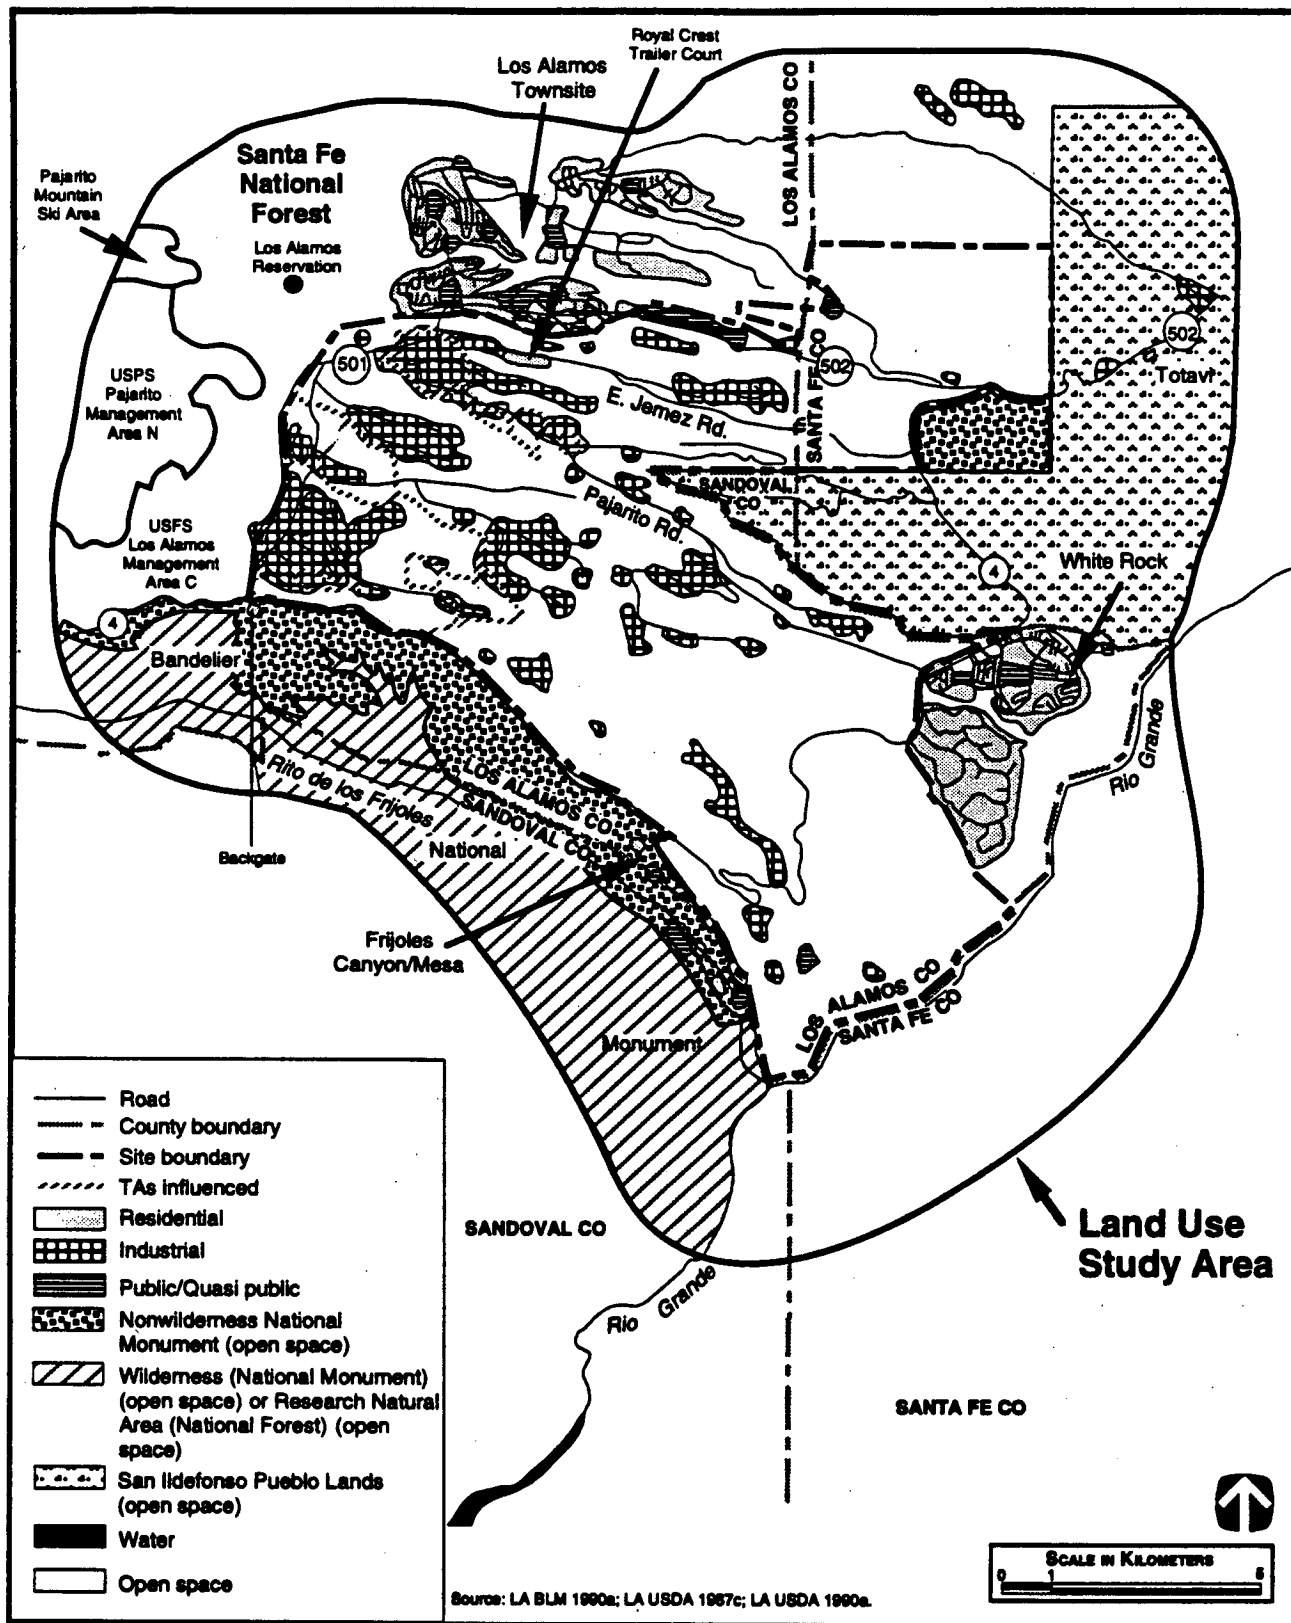 Royal Crest
Trailer Court
Los Alamos
Townsite
LOS ALAMOS CO
Santa Fe
National
Forest
Pajarito
Mountain
Ski Area
Los Alamos
Reservation
502
502
501
SANTA FE CO
Totavi
USPS
Pajarito
Management
Area N
E. Jemez Rd.
SANDOVAL
CO
Pajarito Rd.
USFS
Los Alamos
Management
Area C
White Rock
4
4
Bandelier
Rio Grande
Rito de los Frijoles
LOS ALAMOS CO
SANDOVAL CO
National
Backgate
Frijoles
Canyon/Mesa
LOS ALAMOS CO
SANTA FE CO
Monument
Road
County boundary
Site boundary
TAs influenced
Residential
Industrial
Public/Quasi public
Nonwilderness National
Monument (open space)
Wilderness (National Monument)
(open space) or Research Natural
Area (National Forest) (open
space)
San Ildefonso Pueblo Lands
(open space)
Water
Open space
SANDOVAL CO
Land Use
Study Area
Rio Grande
SANTA FE CO
SCALE IN KILOMETERS
0 1 5
Source: LA BLM 1990a; LA USDA 1987c; LA USDA 1990a.